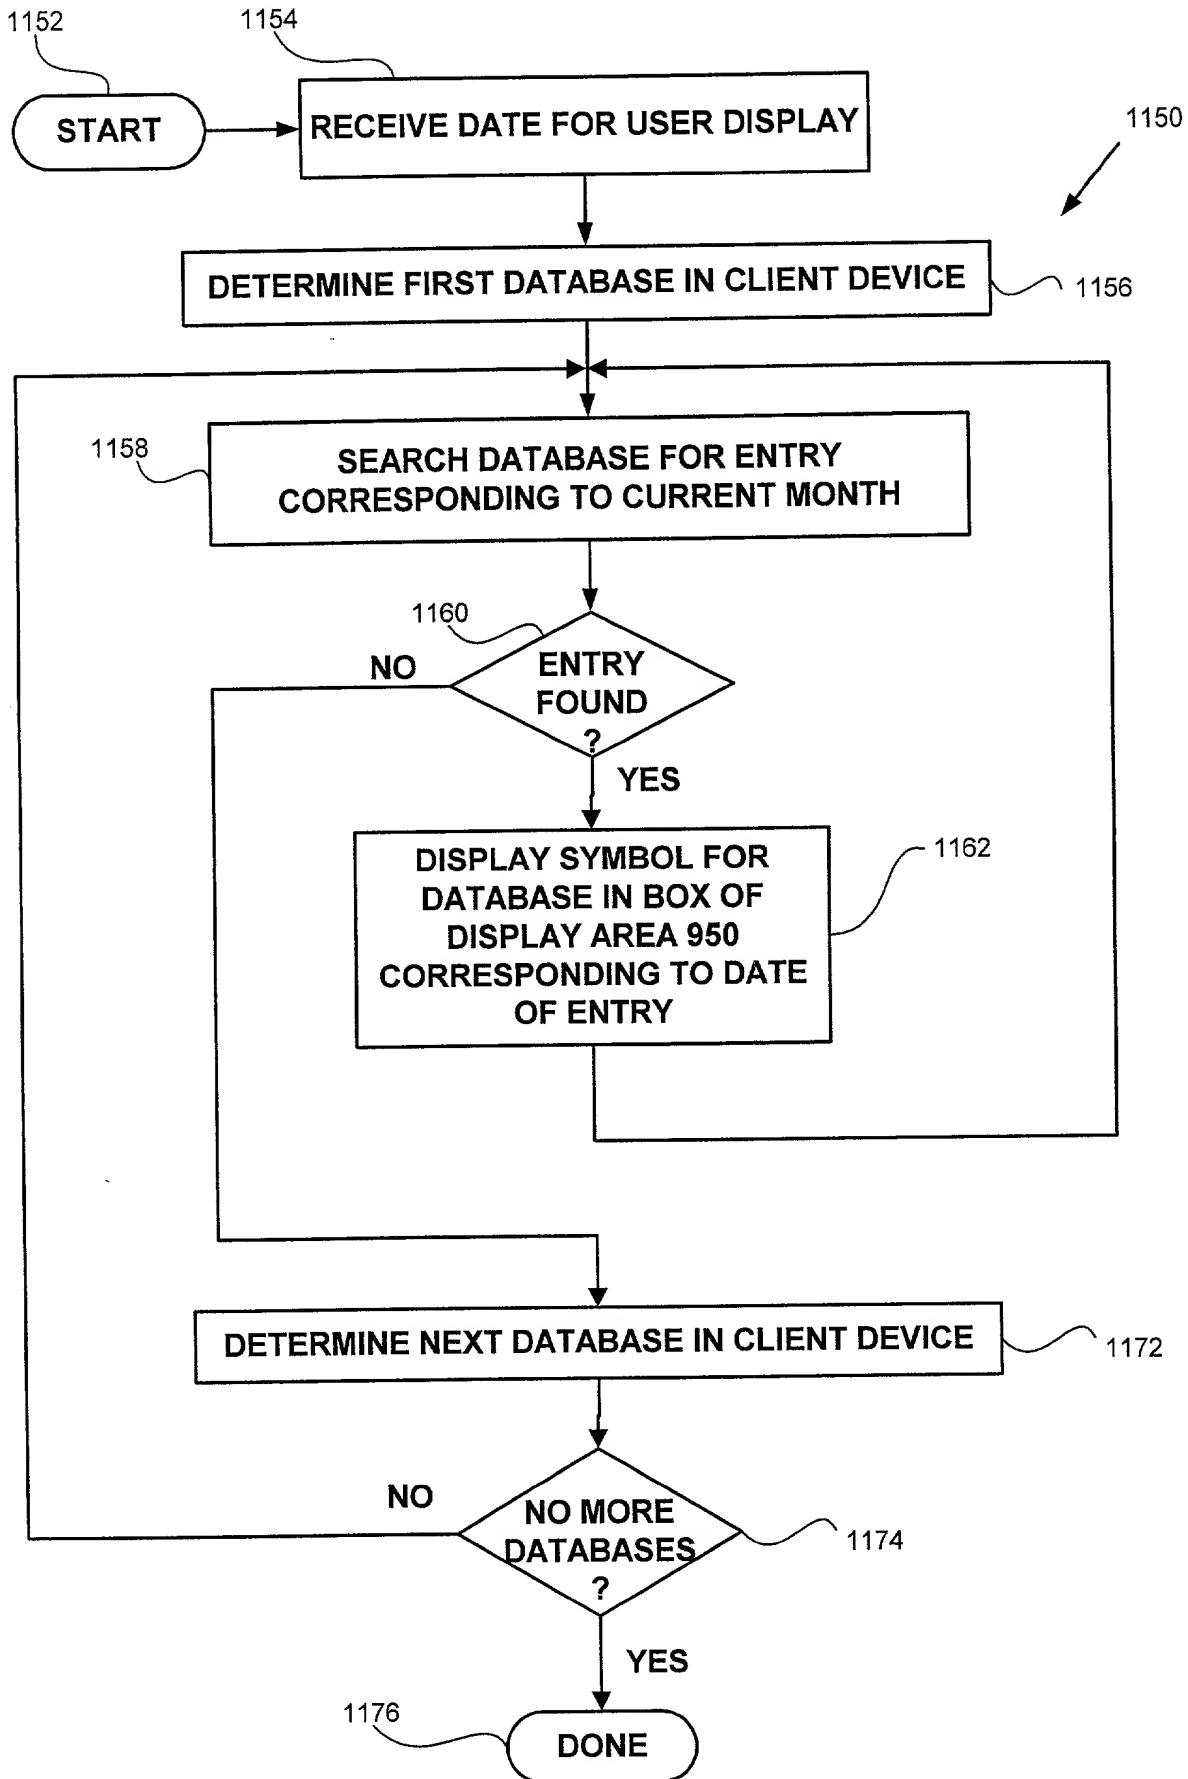 1152
1154
START
RECEIVE DATE FOR USER DISPLAY
1150
DETERMINE FIRST DATABASE IN CLIENT DEVICE
1156
1158
SEARCH DATABASE FOR ENTRY
CORRESPONDING TO CURRENT MONTH
1160
NO
ENTRY
FOUND
?
YES
DISPLAY SYMBOL FOR
DATABASE IN BOX OF
DISPLAY AREA 950
CORRESPONDING TO DATE
OF ENTRY
1162
DETERMINE NEXT DATABASE IN CLIENT DEVICE
1172
NO
NO MORE
DATABASES
?
1174
YES
1176
DONE